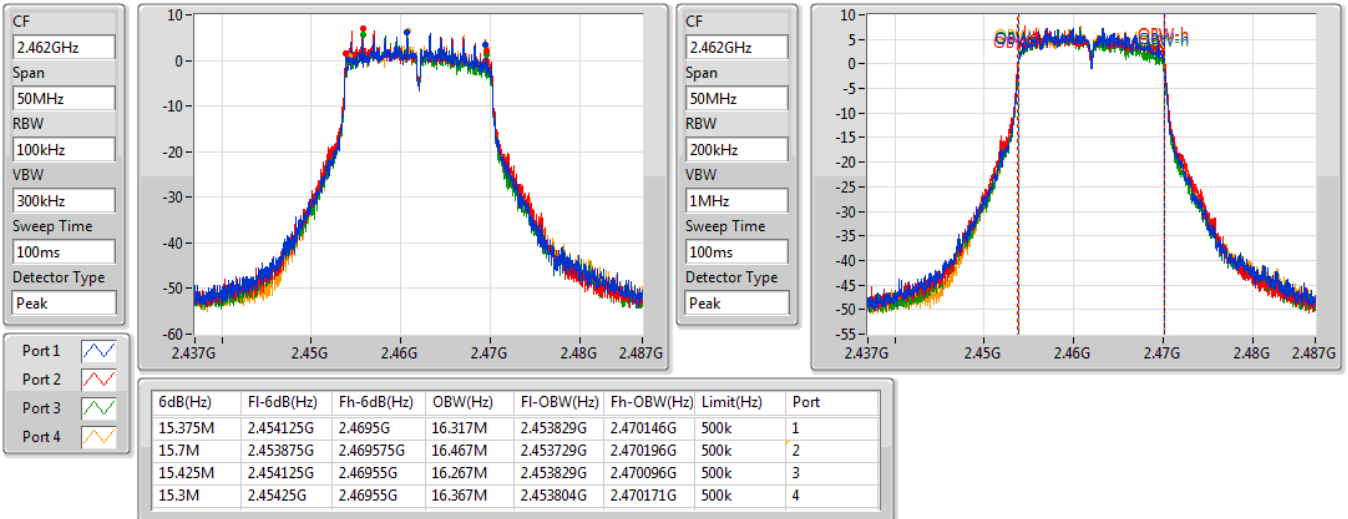 CF
2.462GHz
Span
50MHz
RBW
100kHz
VBW
300kHz
Sweep Time
100ms
Detector Type
Peak
10
0
-10
-20
-30
-40
-50
-60
2.437G 2.45G 2.46G 2.47G 2.48G 2.487G
CF
2.462GHz
Span
50MHz
RBW
200kHz
VBW
1MHz
Sweep Time
100ms
Detector Type
Peak
10
5
0
-5
-10
-15
-20
-25
-30
-35
-40
-45
-50
-55
OBW-h
2.437G 2.45G 2.46G 2.47G 2.48G 2.487G
Port 1
Port 2
Port 3
Port 4
6dB(Hz) Fl-6dB(Hz) Fh-6dB(Hz) OBW(Hz) Fl-OBW(Hz) Fh-OBW(Hz) Limit(Hz) Port
15.375M 2.454125G 2.4695G 16.317M 2.453829G 2.470146G 500k 1
15.7M 2.453875G 2.469575G 16.467M 2.453729G 2.470196G 500k 2
15.425M 2.454125G 2.46955G 16.267M 2.453829G 2.470096G 500k 3
15.3M 2.45425G 2.46955G 16.367M 2.453804G 2.470171G 500k 4